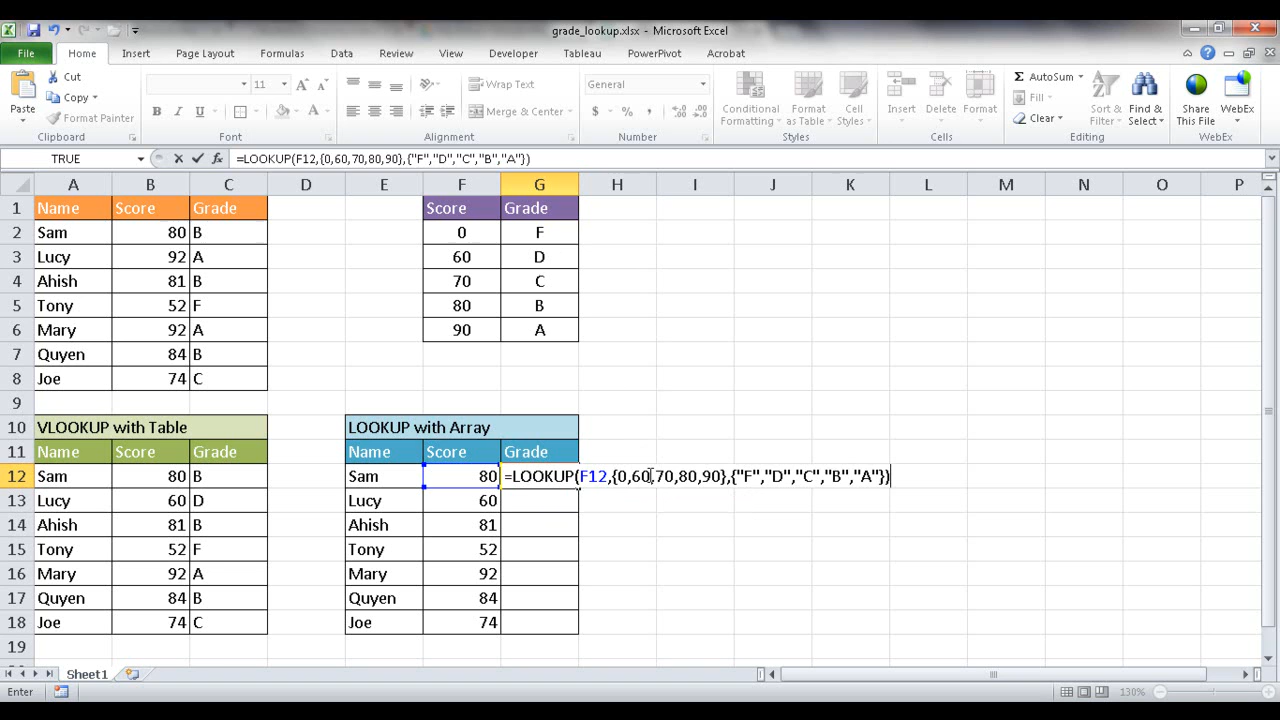 grade_lookup.xlsx - Microsoft Excel
File Home Insert Page Layout Formulas Data Review View Developer Tableau PowerPivot Acrobat
Paste
Cut
Copy
Format Painter
Clipboard
11
B I U
Font
Wrap Text
Merge & Center
Alignment
General
$ % ,
Number
Conditional Formatting
Format as Table
Cell Styles
Styles
Insert
Delete
Format
Cells
Σ AutoSum
Fill
Clear
Sort & Filter
Find & Select
Editing
Share This File
WebEx
WebEx
TRUE fx =LOOKUP(F12,{0,60,70,80,90},{"F","D","C","B","A"})
A B C D E F G H I J K L M N O P
1 Name Score Grade Score Grade
2 Sam 80 B 0 F
3 Lucy 92 A 60 D
4 Ahish 81 B 70 C
5 Tony 52 F 80 B
6 Mary 92 A 90 A
7 Quyen 84 B
8 Joe 74 C
9
10 VLOOKUP with Table LOOKUP with Array
11 Name Score Grade Name Score Grade
12 Sam 80 B Sam 80 =LOOKUP(F12,{0,60,70,80,90},{"F","D","C","B","A"})
13 Lucy 60 D Lucy 60
14 Ahish 81 B Ahish 81
15 Tony 52 F Tony 52
16 Mary 92 A Mary 92
17 Quyen 84 B Quyen 84
18 Joe 74 C Joe 74
19
Sheet1
Enter 130%